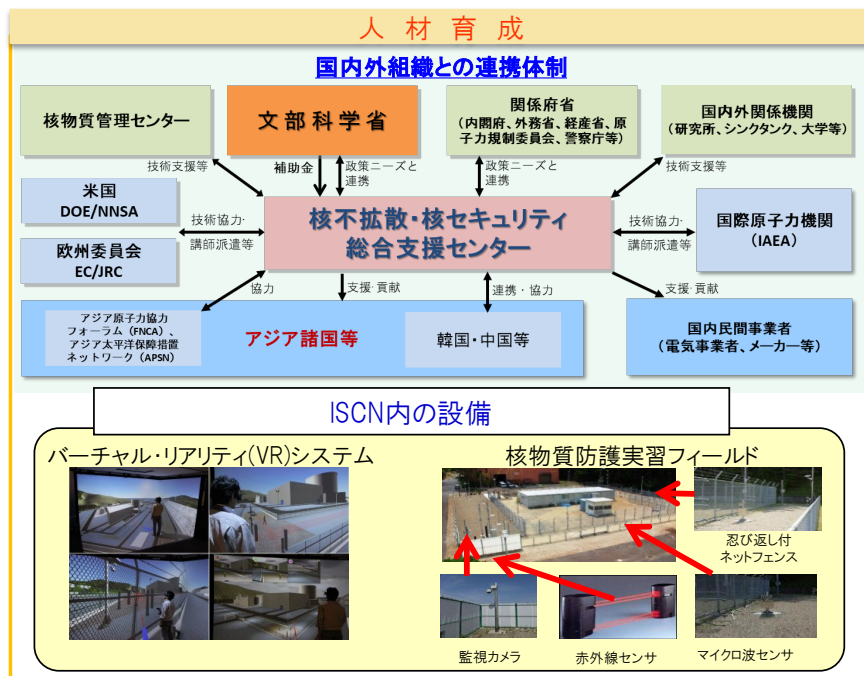 人材育成
国内外組織との連携体制
核物質管理センター
文部科学省
関係府省
(内閣府、外務省、経産省、原
子力規制委員会、警察庁等)
国内外関係機関
(研究所、シンクタンク、大学等)
技術支援等
補助金
政策ニーズと
連携
政策ニーズと
連携
技術支援等
米国
DOE/NNSA
欧州委員会
EC/JRC
技術協力・
講師派遣等
核不拡散・核セキュリティ
総合支援センター
技術協力・
講師派遣等
国際原子力機関
(IAEA)
協力
支援・貢献
連携・協力
支援・貢献
アジア原子力協力
フォーラム(FNCA)、
アジア太平洋保障措置
ネットワーク(APSN)
アジア諸国等
韓国・中国等
国内民間事業者
(電気事業者、メーカー等)
ISCN内の設備
バーチャル・リアリティ(VR)システム
核物質防護実習フィールド
忍び返し付
ネットフェンス
監視カメラ
赤外線センサ
マイクロ波センサ